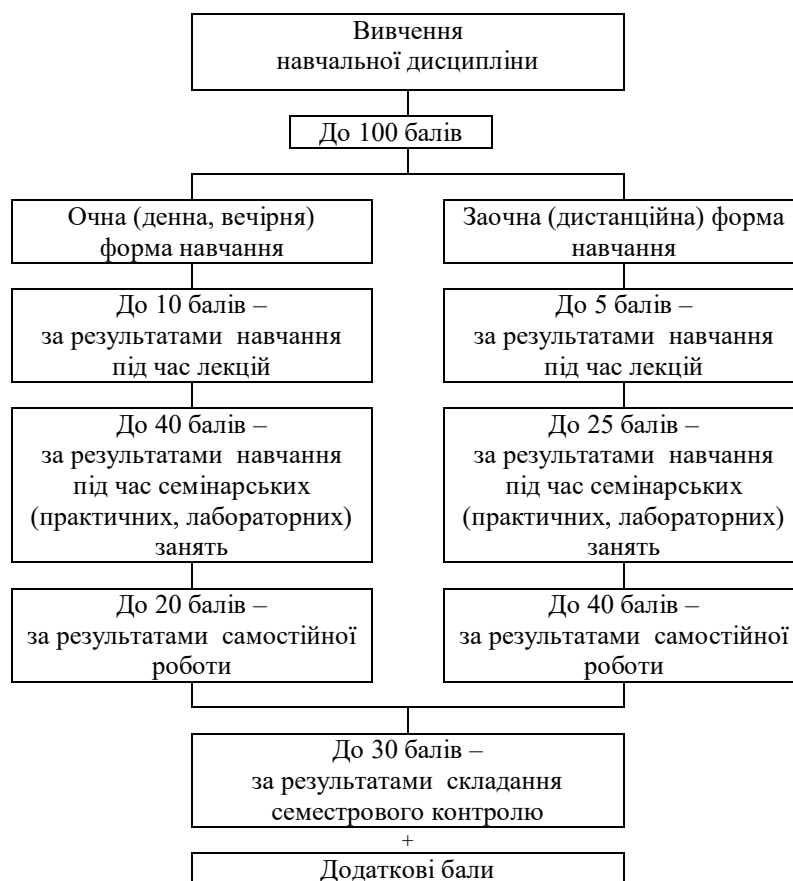 Вивчення
навчальної дисципліни
До 100 балів
Очна (денна, вечірня)
форма навчання
До 10 балів –
за результатами навчання
під час лекцій
До 40 балів –
за результатами навчання
під час семінарських
(практичних, лабораторних)
занять
До 20 балів –
за результатами самостійної
роботи
Заочна (дистанційна) форма
навчання
До 5 балів –
за результатами навчання
під час лекцій
До 25 балів –
за результатами навчання
під час семінарських
(практичних, лабораторних)
занять
До 40 балів –
за результатами самостійної
роботи
До 30 балів –
за результатами складання
семестрового контролю
+
Додаткові бали